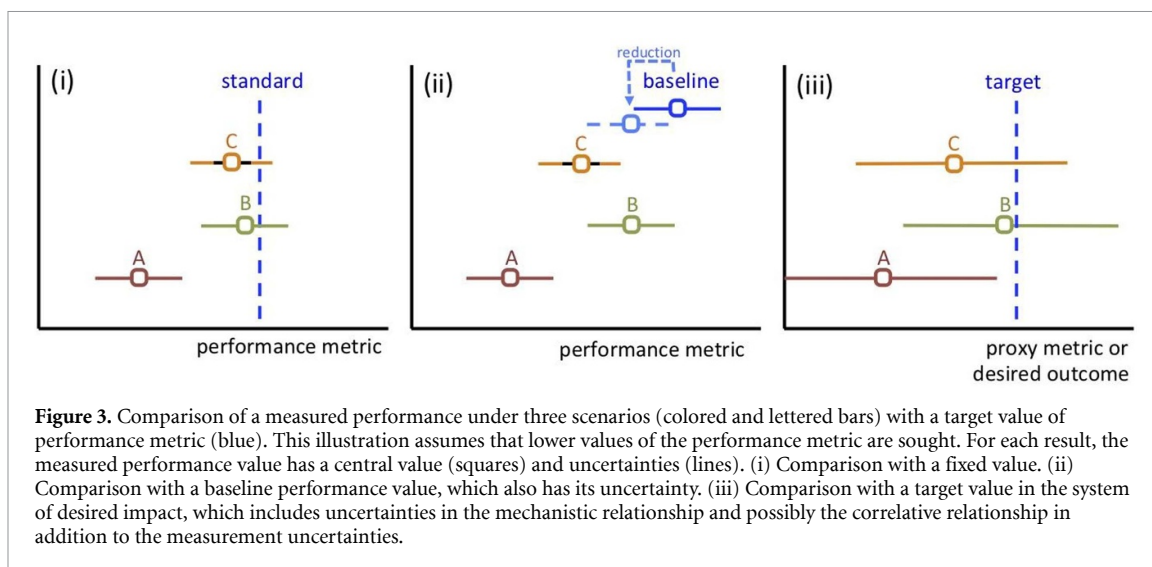 (i)
standard
C
B
A
performance metric
(ii)
reduction
baseline
C
B
A
performance metric
(iii)
target
C
B
A
proxy metric or
desired outcome
Figure 3. Comparison of a measured performance under three scenarios (colored and lettered bars) with a target value of
performance metric (blue). This illustration assumes that lower values of the performance metric are sought. For each result, the
measured performance value has a central value (squares) and uncertainties (lines). (i) Comparison with a fixed value. (ii)
Comparison with a baseline performance value, which also has its uncertainty. (iii) Comparison with a target value in the system
of desired impact, which includes uncertainties in the mechanistic relationship and possibly the correlative relationship in
addition to the measurement uncertainties.